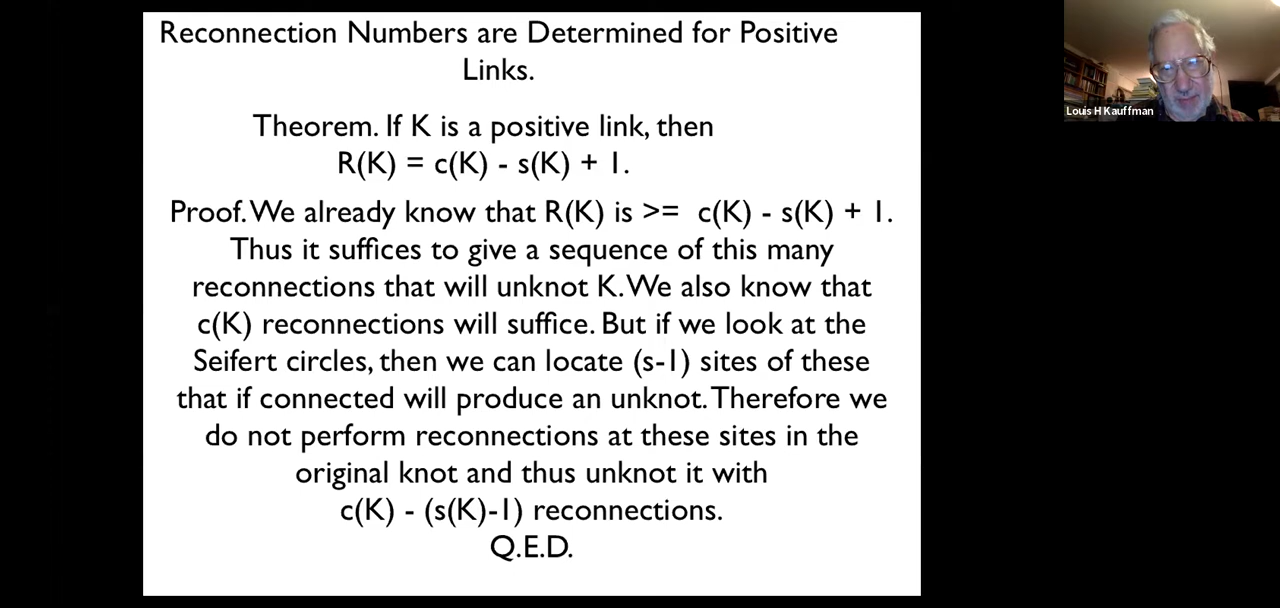 Reconnection Numbers are Determined for Positive
Links.
Theorem. If K is a positive link, then
R(K) = c(K) - s(K) + 1.
Proof. We already know that R(K) is >= c(K) - s(K) + 1.
Thus it suffices to give a sequence of this many
reconnections that will unknot K. We also know that
c(K) reconnections will suffice. But if we look at the
Seifert circles, then we can locate (s-1) sites of these
that if connected will produce an unknot. Therefore we
do not perform reconnections at these sites in the
original knot and thus unknot it with
c(K) - (s(K)-1) reconnections.
Q.E.D.
Louis H Kauffman